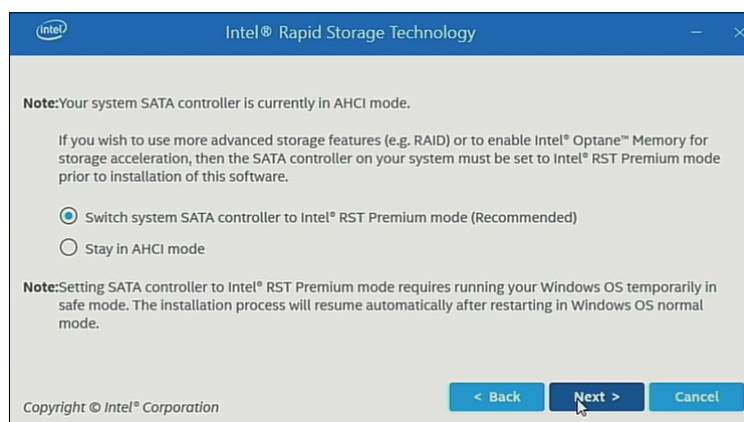 intel
Intel® Rapid Storage Technology
Note:Your system SATA controller is currently in AHCI mode.
If you wish to use more advanced storage features (e.g. RAID) or to enable Intel® Optane™ Memory for
storage acceleration, then the SATA controller on your system must be set to Intel® RST Premium mode
prior to installation of this software.
Switch system SATA controller to Intel® RST Premium mode (Recommended)
Stay in AHCI mode
Note:Setting SATA controller to Intel® RST Premium mode requires running your Windows OS temporarily in
safe mode. The installation process will resume automatically after restarting in Windows OS normal
mode.
< Back
Next >
Cancel
Copyright © Intel® Corporation